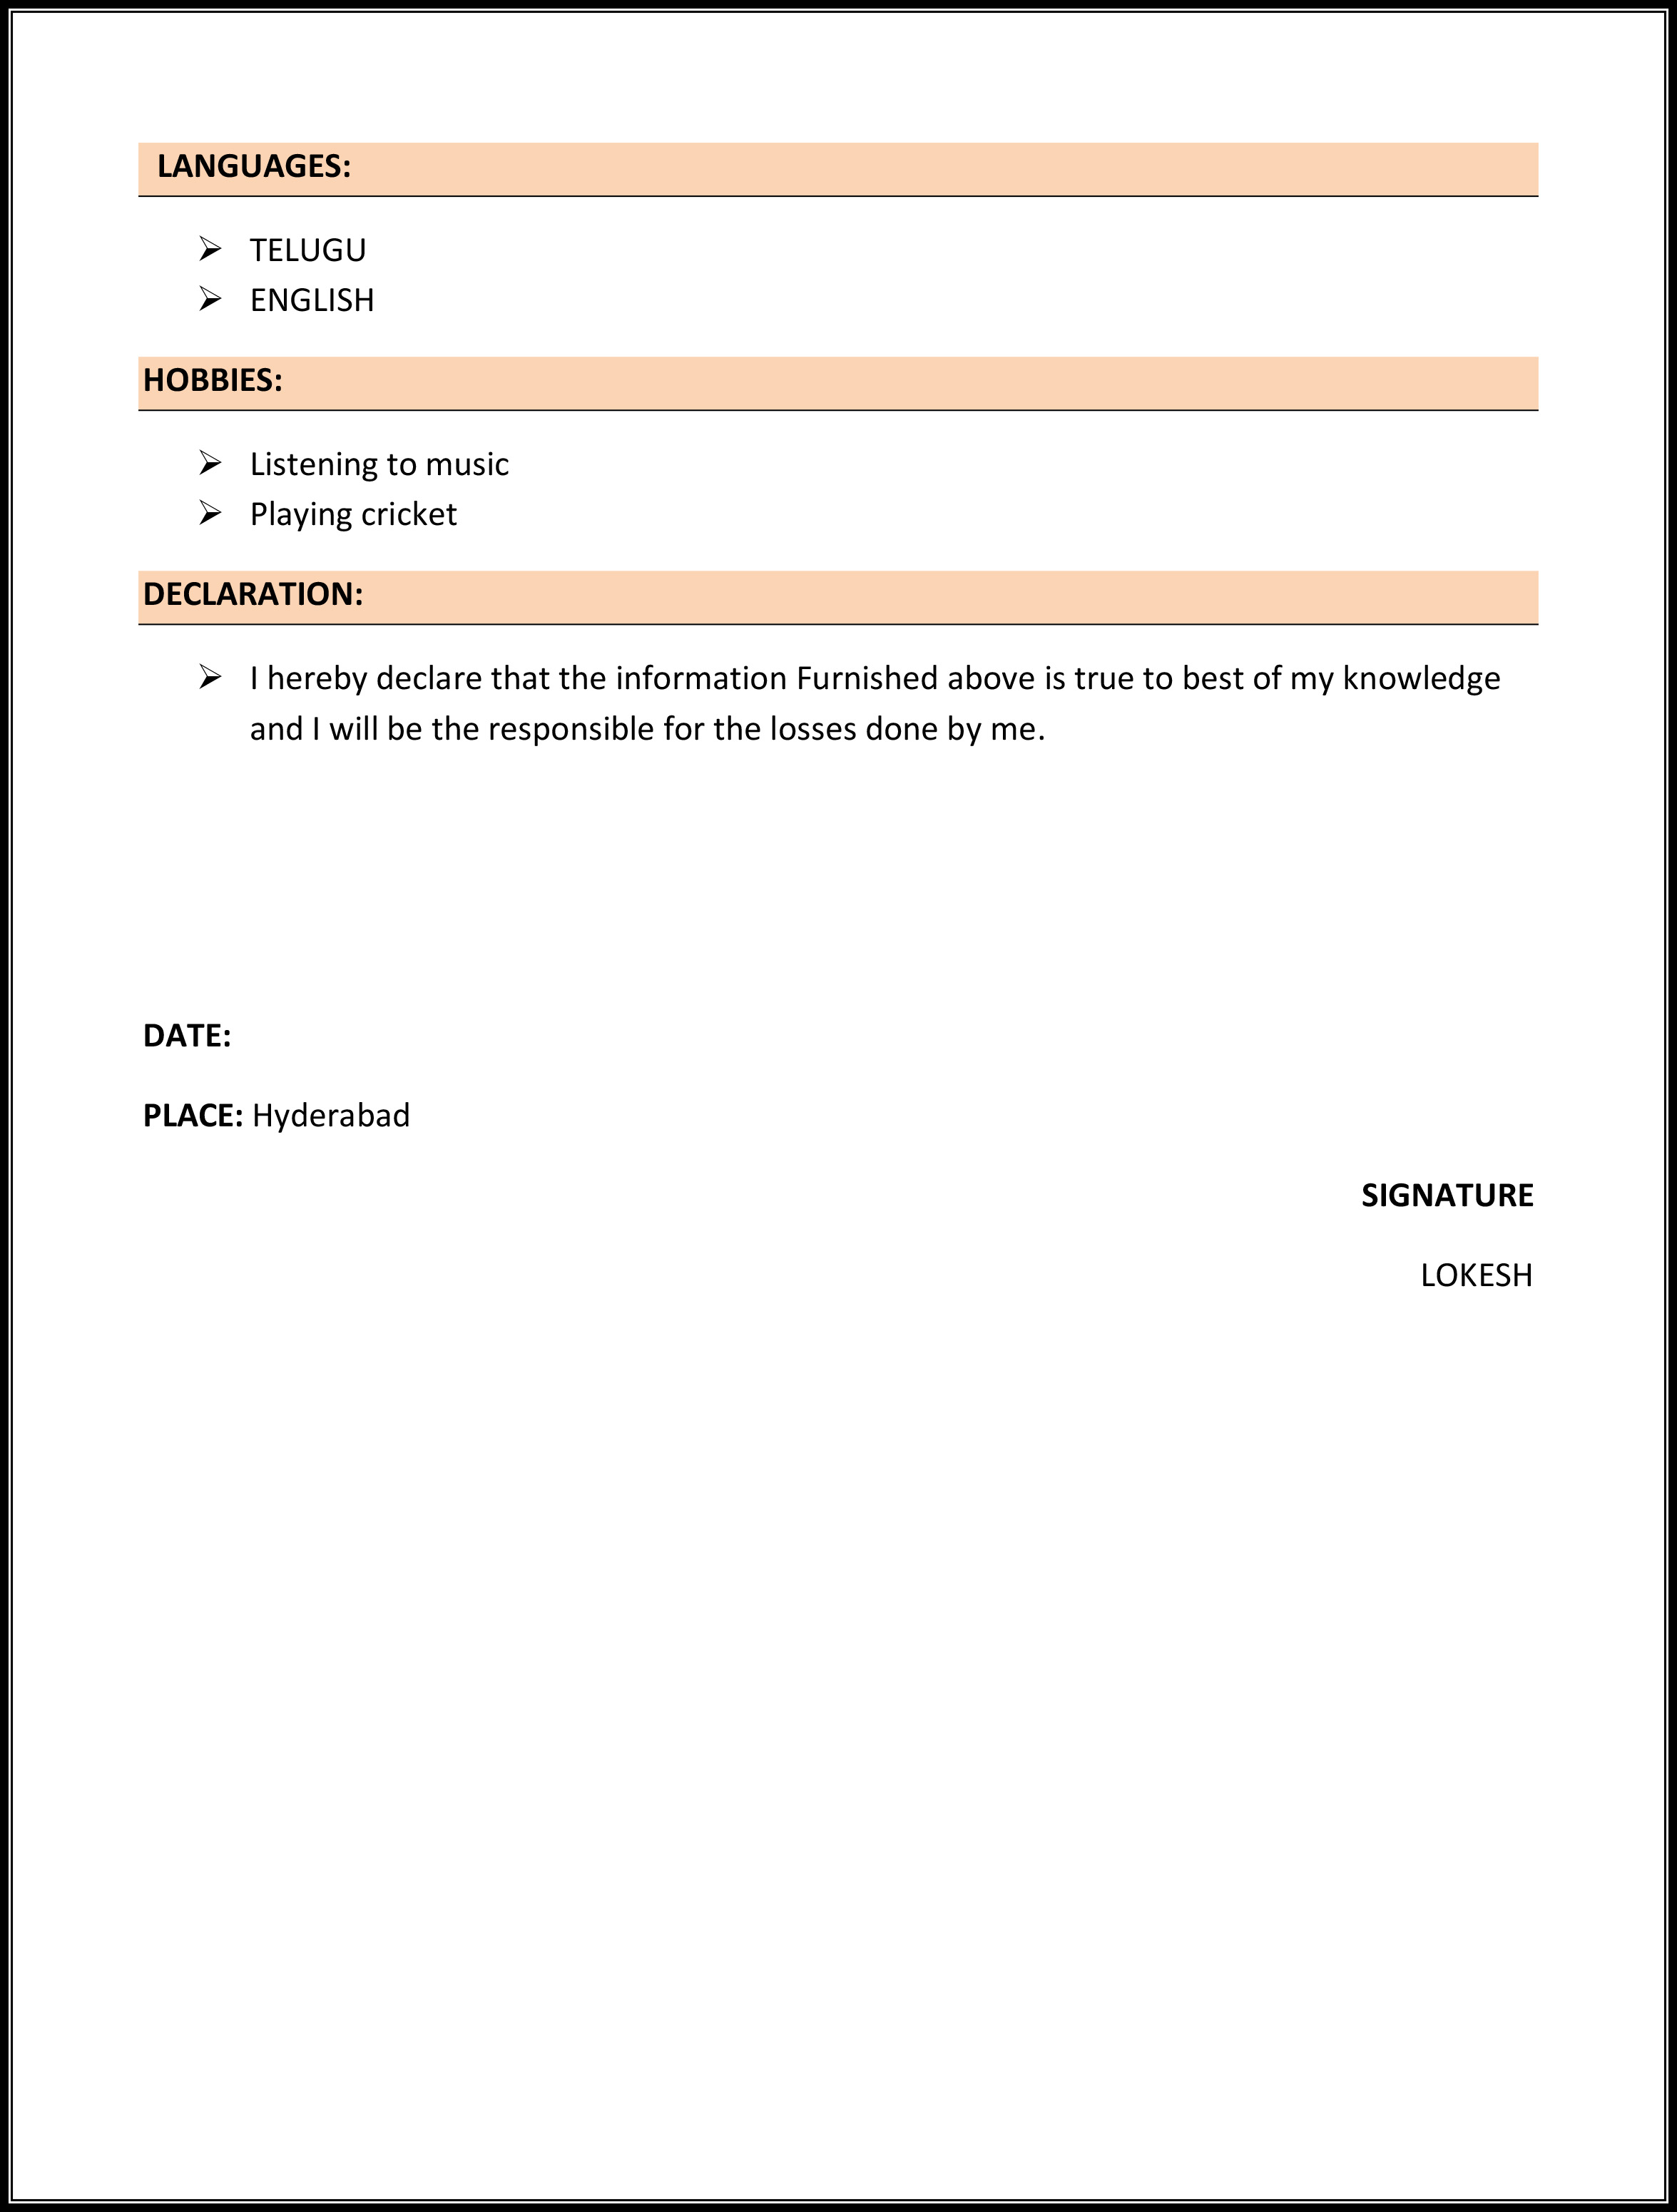 LANGUAGES:
➢ TELUGU
➢ ENGLISH
HOBBIES:
➢ Listening to music
➢ Playing cricket
DECLARATION:
➢ I hereby declare that the information Furnished above is true to best of my knowledge
and I will be the responsible for the losses done by me.
DATE:
PLACE: Hyderabad
SIGNATURE
LOKESH